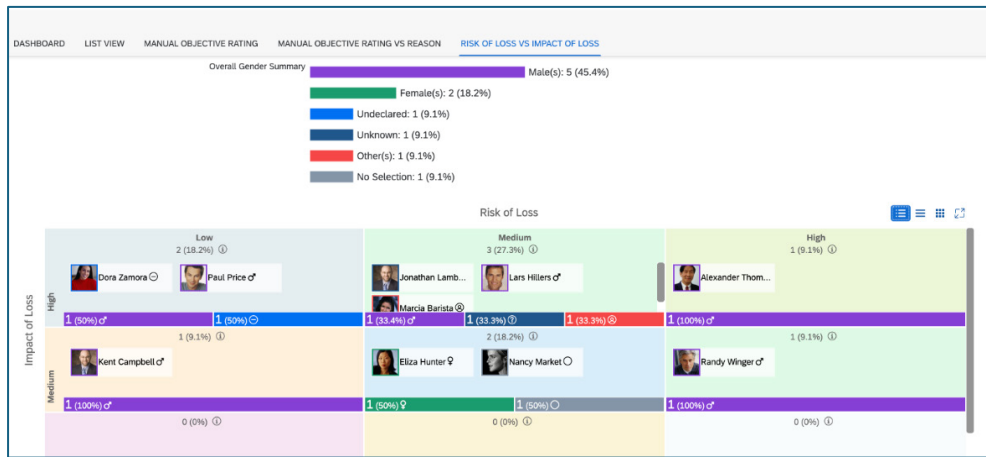 DASHBOARD LIST VIEW MANUAL OBJECTIVE RATING MANUAL OBJECTIVE RATING VS REASON RISK OF LOSS VS IMPACT OF LOSS
Overall Gender Summary
Male(s): 5 (45.4%)
Female(s): 2 (18.2%)
Undeclared: 1 (9.1%)
Unknown: 1 (9.1%)
Other(s): 1 (9.1%)
No Selection: 1 (9.1%)
Risk of Loss
Impact of Loss
Low Medium High
2 (18.2%) 3 (27.3%) 1 (9.1%)
High
Dora Zamora Paul Price Jonathan Lamb... Lars Hillers Alexander Thom...
Marcia Barista
1 (50%) 1 (50%) 1 (33.4%) 1 (33.3%) 1 (33.3%) 1 (100%)
1 (9.1%) 2 (18.2%) 1 (9.1%)
Medium
Kent Campbell Eliza Hunter Nancy Market Randy Winger
1 (100%) 1 (50%) 1 (50%) 1 (100%)
0 (0%) 0 (0%) 0 (0%)